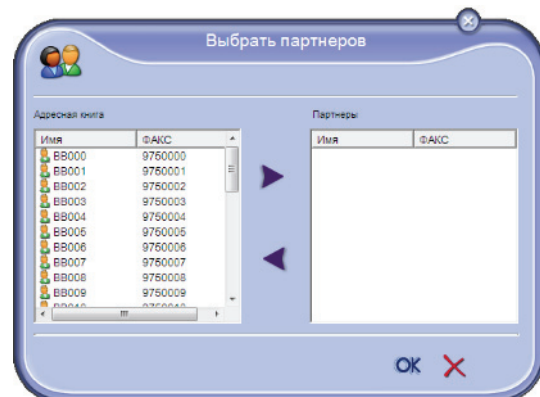 Выбрать партнеров
Адресная книга
Партнеры
Имя ФАКС
Имя ФАКС
BB000 9750000
BB001 9750001
BB002 9750002
BB003 9750003
BB004 9750004
BB005 9750005
BB006 9750006
BB007 9750007
BB008 9750008
BB009 9750009
OK